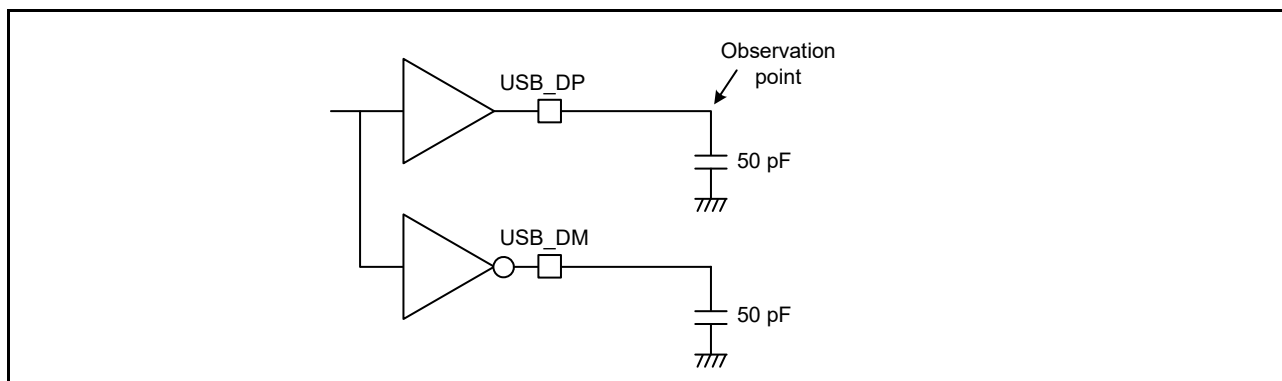 Observation
point
USB_DP
50 pF
USB_DM
50 pF